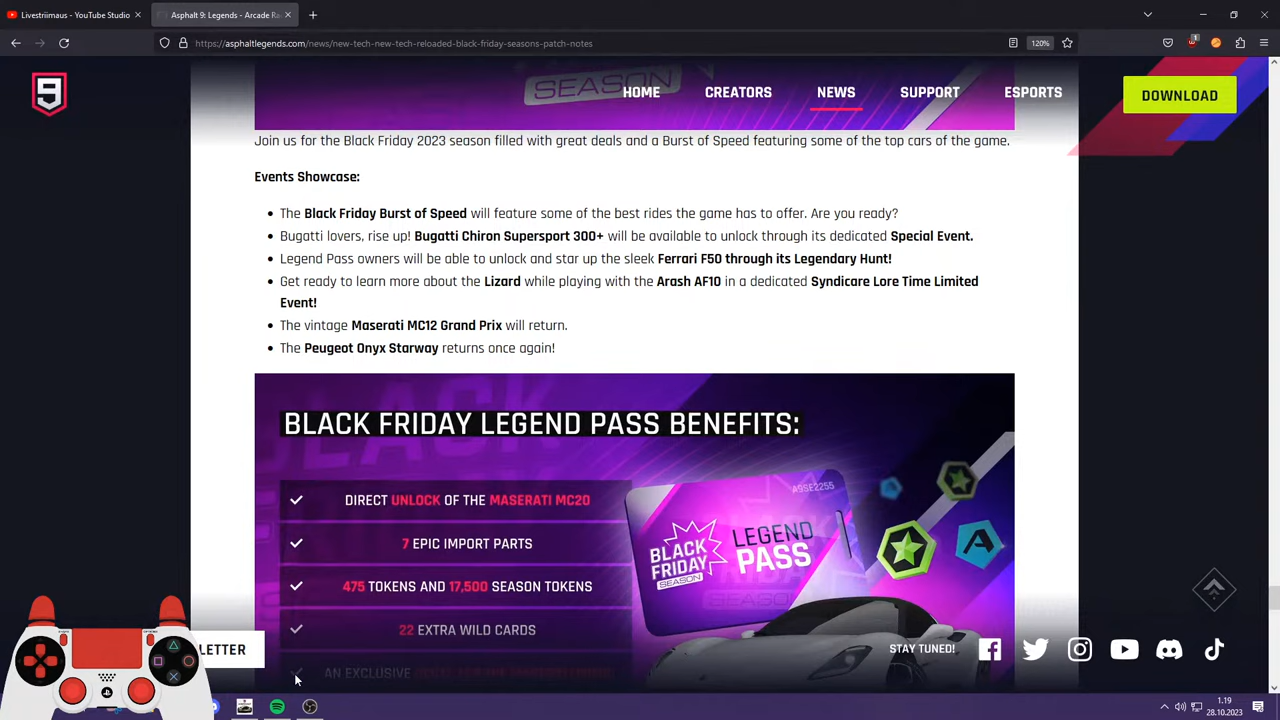 Livestriimaus - YouTube Studio
Asphalt 9: Legends - Arcade Ra
https://asphaltlegends.com/news/new-tech-new-tech-reloaded-black-friday-seasons-patch-notes
120%
1
9
HOME
CREATORS
NEWS
SUPPORT
ESPORTS
DOWNLOAD
SEASON
Join us for the Black Friday 2023 season filled with great deals and a Burst of Speed featuring some of the top cars of the game.
Events Showcase:
The Black Friday Burst of Speed will feature some of the best rides the game has to offer. Are you ready?
Bugatti lovers, rise up! Bugatti Chiron Supersport 300+ will be available to unlock through its dedicated Special Event.
Legend Pass owners will be able to unlock and star up the sleek Ferrari F50 through its Legendary Hunt!
Get ready to learn more about the Lizard while playing with the Arash AF10 in a dedicated Syndicare Lore Time Limited
Event!
The vintage Maserati MC12 Grand Prix will return.
The Peugeot Onyx Starway returns once again!
BLACK FRIDAY LEGEND PASS BENEFITS:
DIRECT UNLOCK OF THE MASERATI MC20
7 EPIC IMPORT PARTS
475 TOKENS AND 17,500 SEASON TOKENS
22 EXTRA WILD CARDS
AN EXCLUSIVE
A9SE2255
BLACK
FRIDAY
SEASON
LEGEND
PASS
LETTER
STAY TUNED!
1.19
28.10.2023